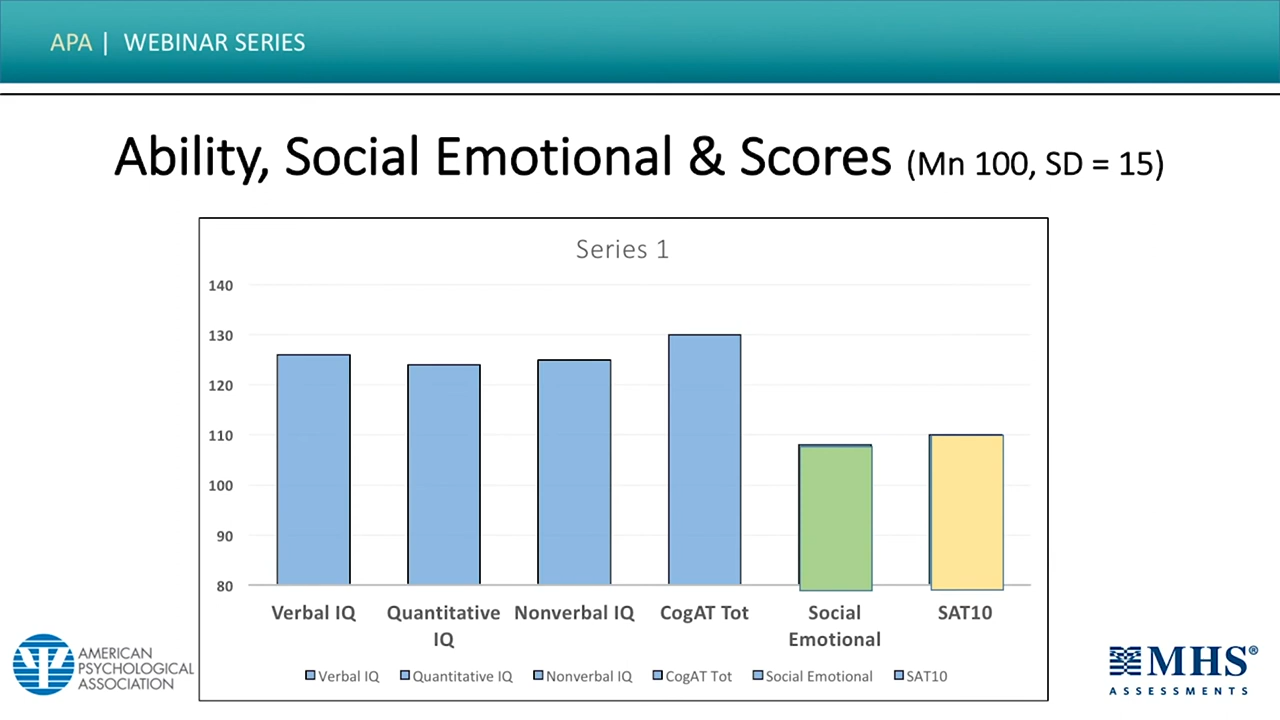 APA | WEBINAR SERIES
Ability, Social Emotional & Scores (Mn 100, SD = 15)
Series 1
140
130
120
110
100
90
80
Verbal IQ
Quantitative IQ
Nonverbal IQ
CogAT Tot
Social Emotional
SAT10
Verbal IQ Quantitative IQ Nonverbal IQ CogAT Tot Social Emotional SAT10
AMERICAN
PSYCHOLOGICAL
ASSOCIATION
MHS®
ASSESSMENTS